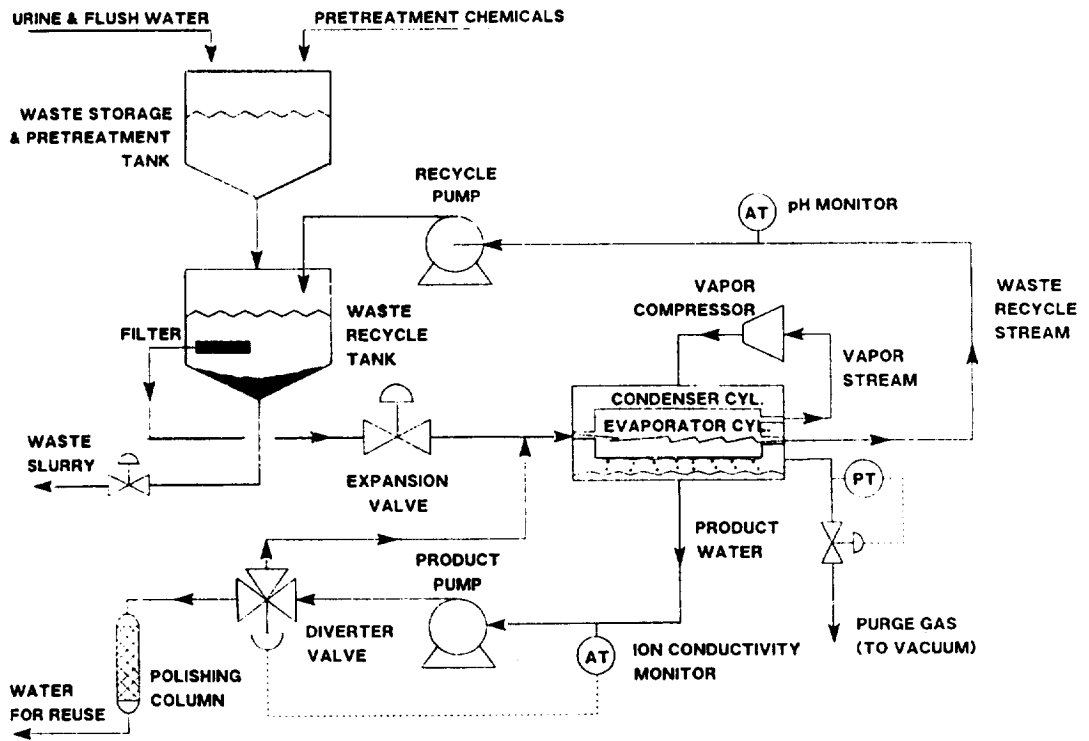 URINE & FLUSH WATER
PRETREATMENT CHEMICALS
WASTE STORAGE
& PRETREATMENT
TANK
RECYCLE
PUMP
AT
pH MONITOR
VAPOR
COMPRESSOR
WASTE
RECYCLE
STREAM
FILTER
WASTE
RECYCLE
TANK
VAPOR
STREAM
CONDENSER CYL.
EVAPORATOR CYL.
WASTE
SLURRY
EXPANSION
VALVE
PT
PRODUCT
WATER
PRODUCT
PUMP
DIVERTER
VALVE
AT
ION CONDUCTIVITY
MONITOR
PURGE GAS
(TO VACUUM)
POLISHING
COLUMN
WATER
FOR REUSE